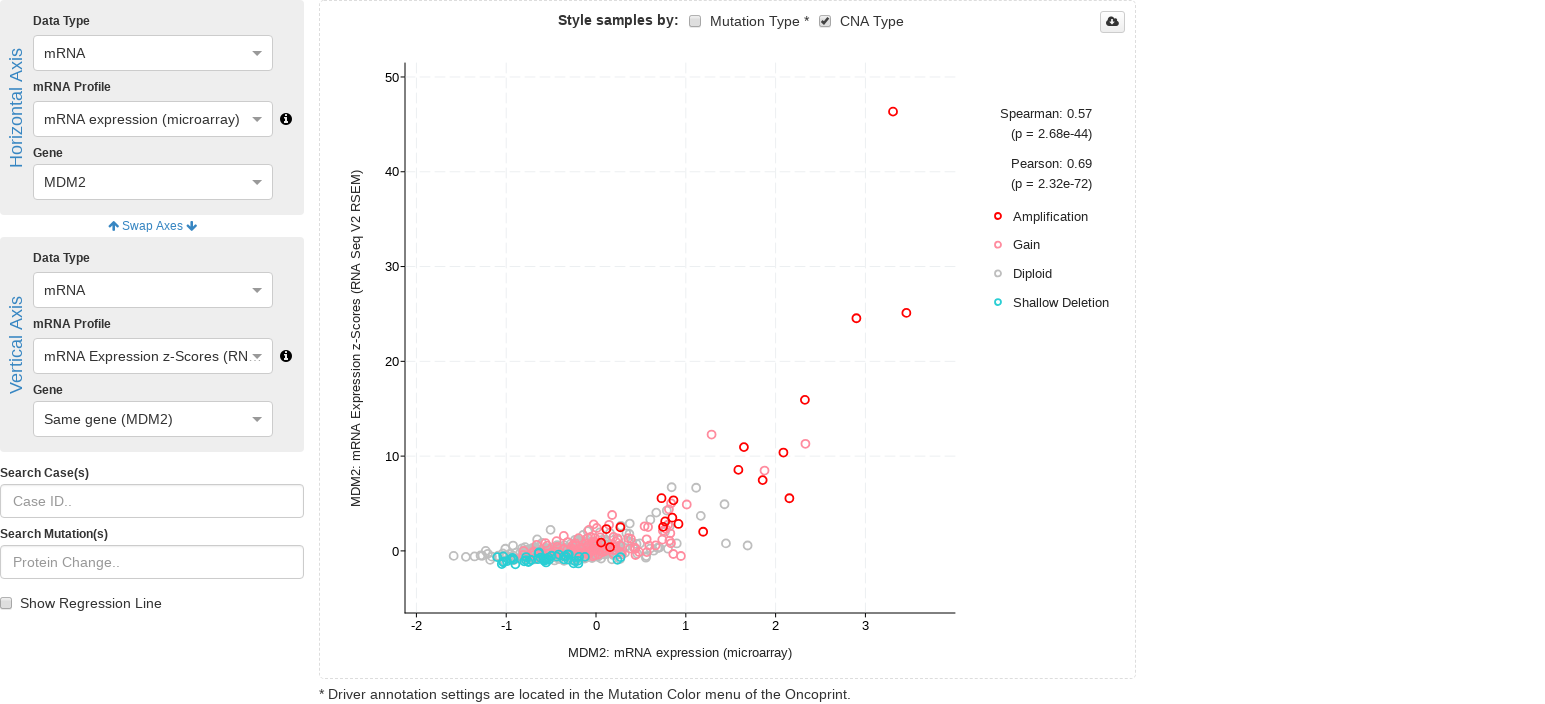 Horizontal Axis
Data Type
mRNA
mRNA Profile
mRNA expression (microarray)
Gene
MDM2
Swap Axes
Vertical Axis
Data Type
mRNA
mRNA Profile
mRNA Expression z-Scores (RN...
Gene
Same gene (MDM2)
Search Case(s)
Case ID..
Search Mutation(s)
Protein Change..
Show Regression Line
Style samples by: Mutation Type * CNA Type
MDM2: mRNA Expression z-Scores (RNA Seq V2 RSEM)
50
40
30
20
10
0
-2 -1 0 1 2 3
MDM2: mRNA expression (microarray)
Spearman: 0.57
(p = 2.68e-44)
Pearson: 0.69
(p = 2.32e-72)
Amplification
Gain
Diploid
Shallow Deletion
* Driver annotation settings are located in the Mutation Color menu of the Oncoprint.